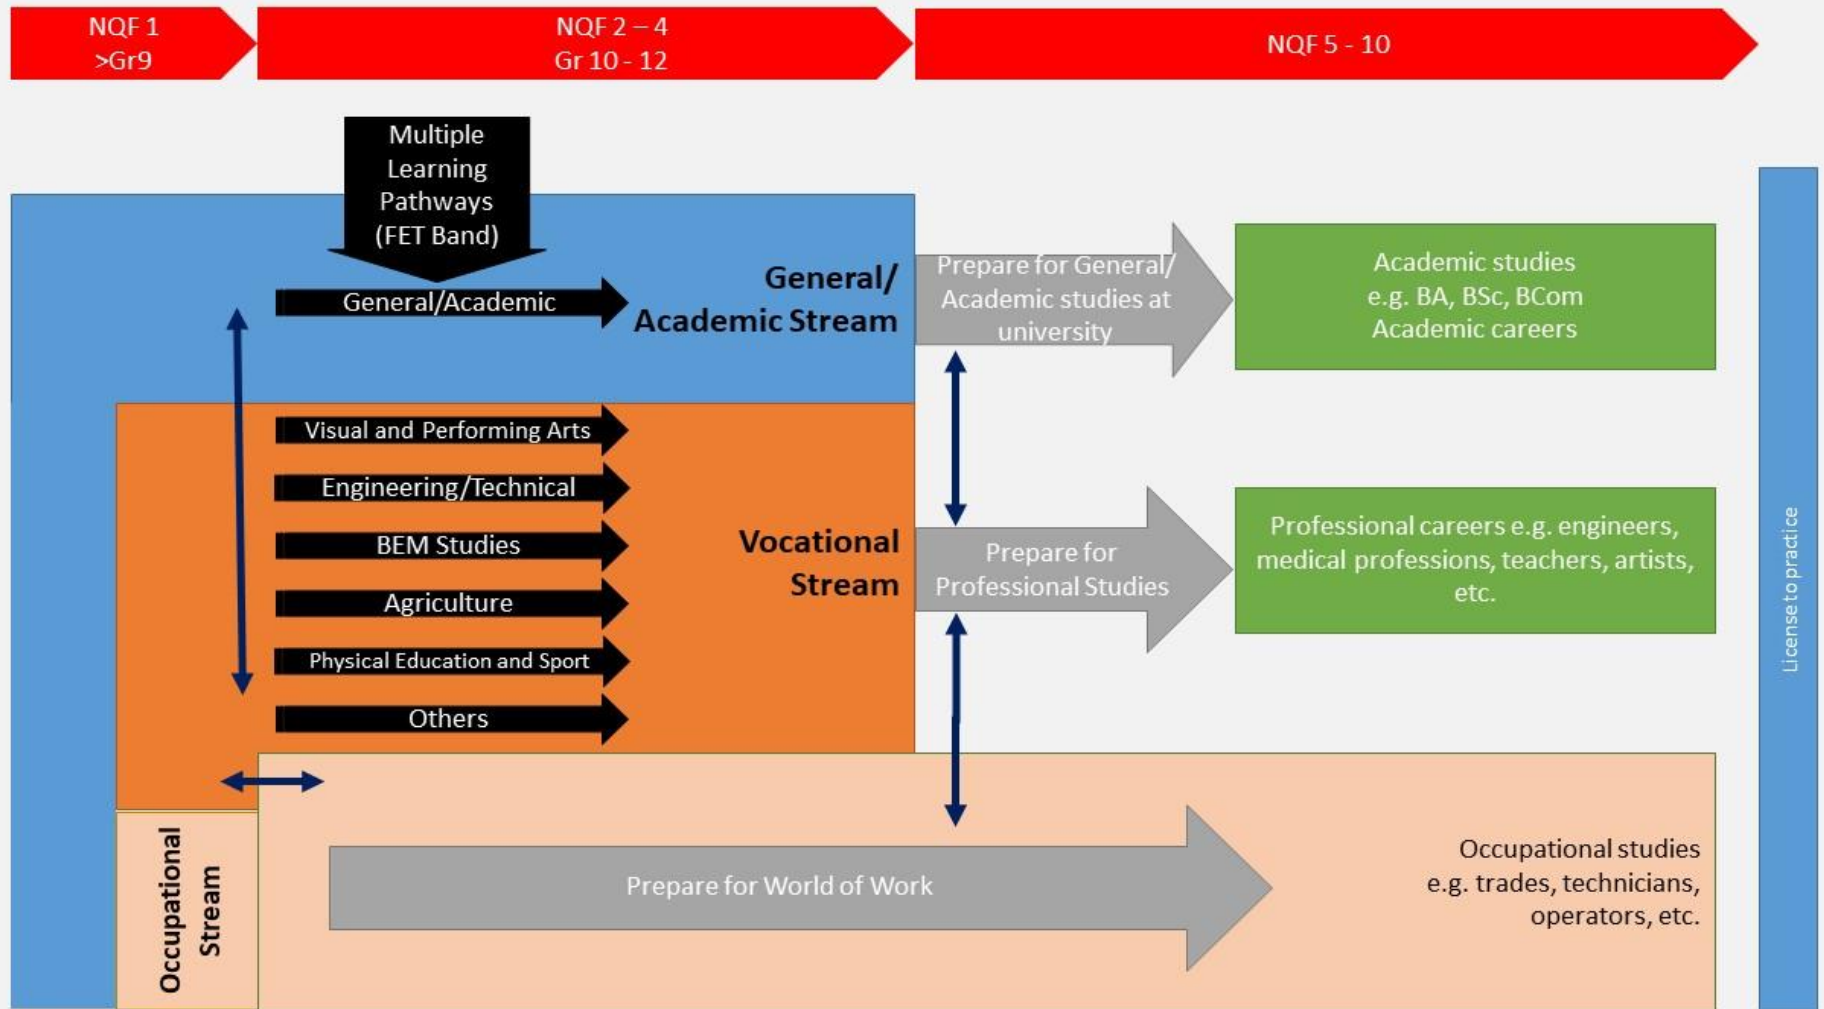 NQF 1
>Gr9
NQF 2 – 4
Gr 10 - 12
NQF 5 - 10
Multiple
Learning
Pathways
(FET Band)
General/Academic
General/
Academic Stream
Prepare for General/
Academic studies at
university
Academic studies
e.g. BA, BSc, BCom
Academic careers
Visual and Performing Arts
Engineering/Technical
BEM Studies
Agriculture
Physical Education and Sport
Others
Vocational
Stream
Prepare for
Professional Studies
Professional careers e.g. engineers,
medical professions, teachers, artists,
etc.
License to practice
Occupational
Stream
Prepare for World of Work
Occupational studies
e.g. trades, technicians,
operators, etc.